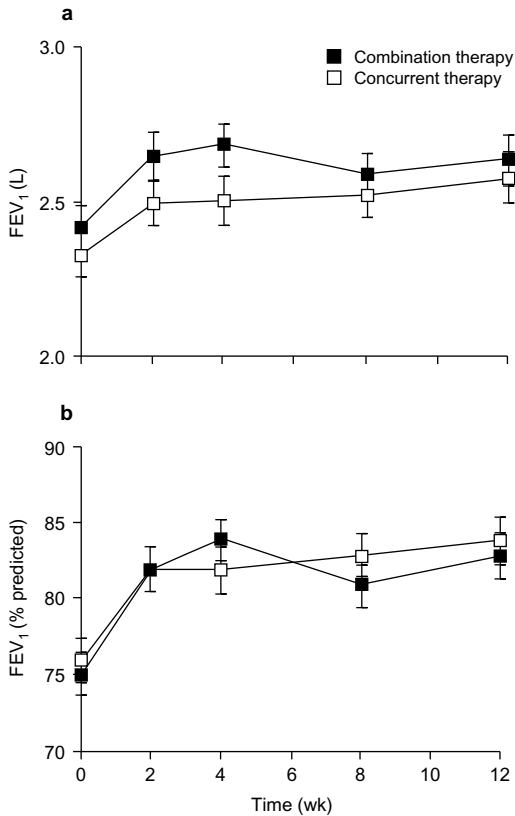 a
3.0
2.5
2.0
FEV₁ (L)
Combination therapy
Concurrent therapy
b
90
85
80
75
70
FEV₁ (% predicted)
0 2 4 6 8 10 12
Time (wk)